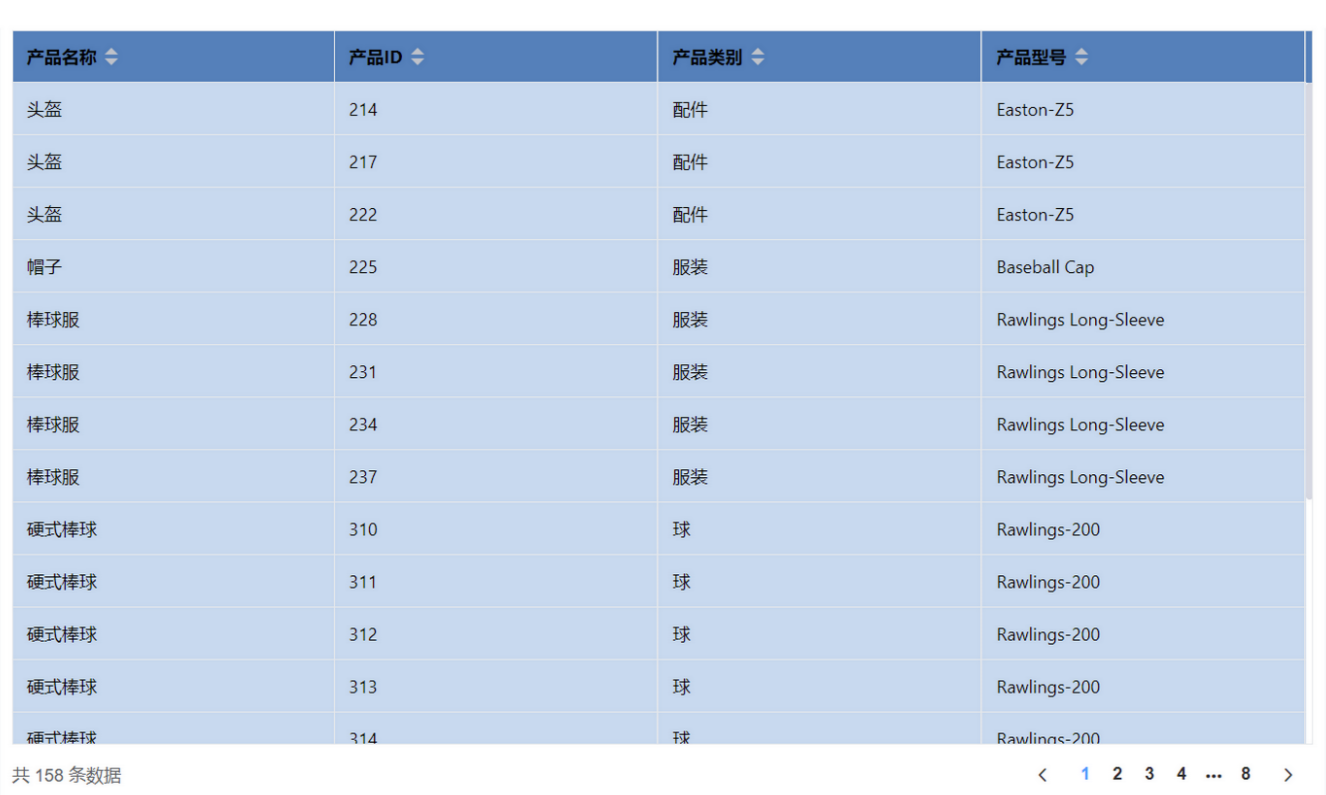 产品名称 产品ID 产品类别 产品型号
头盔 214 配件 Easton-Z5
头盔 217 配件 Easton-Z5
头盔 222 配件 Easton-Z5
帽子 225 服装 Baseball Cap
棒球服 228 服装 Rawlings Long-Sleeve
棒球服 231 服装 Rawlings Long-Sleeve
棒球服 234 服装 Rawlings Long-Sleeve
棒球服 237 服装 Rawlings Long-Sleeve
硬式棒球 310 球 Rawlings-200
硬式棒球 311 球 Rawlings-200
硬式棒球 312 球 Rawlings-200
硬式棒球 313 球 Rawlings-200
硬式棒球 314 球 Rawlings-200
共 158 条数据 < 1 2 3 4 ··· 8 >